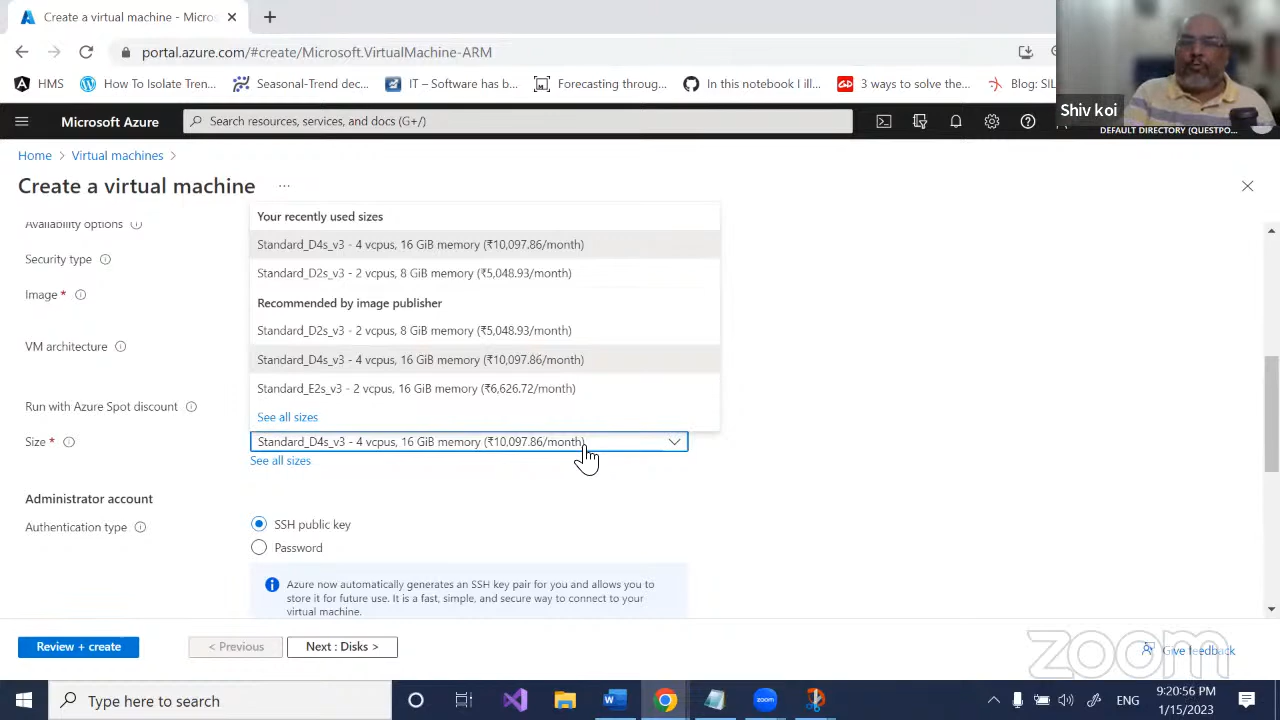 Create a virtual machine - Micros
portal.azure.com/#create/Microsoft.VirtualMachine-ARM
HMS
How To Isolate Tren...
Seasonal-Trend dec...
IT – Software has b...
Forecasting throug...
In this notebook I ill...
3 ways to solve the...
Blog: SIL
Shiv koi
Microsoft Azure
Search resources, services, and docs (G+/)
DEFAULT DIRECTORY (QUESTPO...
Home > Virtual machines >
Create a virtual machine ...
Availability options
Your recently used sizes
Standard_D4s_v3 - 4 vcpus, 16 GiB memory (₹10,097.86/month)
Security type
Standard_D2s_v3 - 2 vcpus, 8 GiB memory (₹5,048.93/month)
Image *
Recommended by image publisher
Standard_D2s_v3 - 2 vcpus, 8 GiB memory (₹5,048.93/month)
VM architecture
Standard_D4s_v3 - 4 vcpus, 16 GiB memory (₹10,097.86/month)
Standard_E2s_v3 - 2 vcpus, 16 GiB memory (₹6,626.72/month)
Run with Azure Spot discount
See all sizes
Size *
Standard_D4s_v3 - 4 vcpus, 16 GiB memory (₹10,097.86/month)
See all sizes
Administrator account
Authentication type
SSH public key
Password
Azure now automatically generates an SSH key pair for you and allows you to
store it for future use. It is a fast, simple, and secure way to connect to your
virtual machine.
Review + create
< Previous
Next : Disks >
zoom
Give feedback
Type here to search
zoom
ENG
9:20:56 PM
1/15/2023